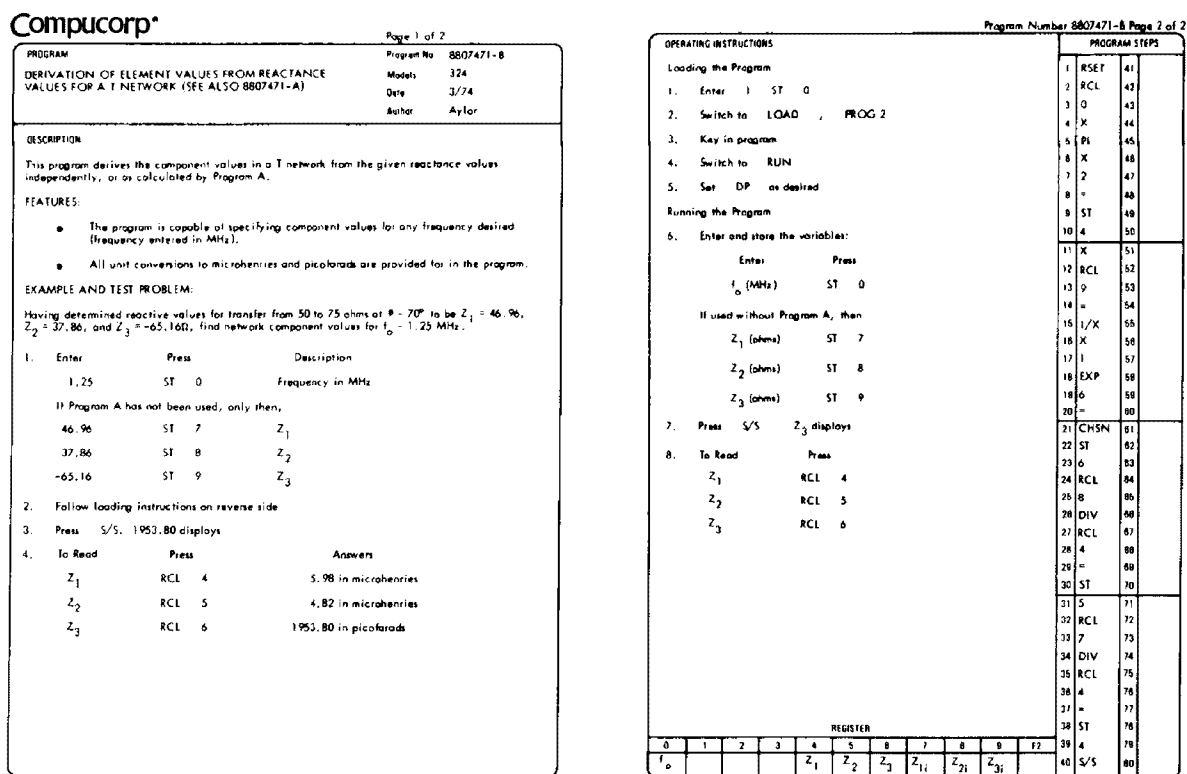 Compucorp
Page 1 of 2
PROGRAM
Program No 8807471-B
DERIVATION OF ELEMENT VALUES FROM REACTANCE
VALUES FOR A T NETWORK (SEE ALSO 8807471-A)
Models 324
Date 3/74
Author Aylor
DESCRIPTION
This program derives the component values in a T network from the given reactance values
independently, or as calculated by Program A.
FEATURES:
• The program is capable of specifying component values for any frequency desired
(frequency entered in MHz).
• All unit conversions to microhenries and picofarads are provided for in the program.
EXAMPLE AND TEST PROBLEM:
Having determined reactive values for transfer from 50 to 75 ohms at = - 70° to be Z1 = 46.96,
Z2 = 37.86, and Z3 = -65.16Ω, find network component values for fo = 1.25 MHz.
1. Enter Press Description
1.25 ST 0 Frequency in MHz
If Program A has not been used, only then,
46.96 ST 7 Z1
37.86 ST 8 Z2
-65.16 ST 9 Z3
2. Follow loading instructions on reverse side
3. Press S/S. 1953.80 displays
4. To Read Press Answers
Z1 RCL 4 5.98 in microhenries
Z2 RCL 5 4.82 in microhenries
Z3 RCL 6 1953.80 in picofarads
Program Number 8807471-B Page 2 of 2
OPERATING INSTRUCTIONS
Loading the Program
1. Enter 1 ST 0
2. Switch to LOAD , PROG 2
3. Key in program
4. Switch to RUN
5. Set DP as desired
Running the Program
6. Enter and store the variables:
Enter Press
fo (MHz) ST 0
If used without Program A, then
Z1 (ohms) ST 7
Z2 (ohms) ST 8
Z3 (ohms) ST 9
7. Press S/S Z3 displays
8. To Read Press
Z1 RCL 4
Z2 RCL 5
Z3 RCL 6
REGISTER
0 1 2 3 4 5 6 7 8 9 F2
fo Z1 Z2 Z3 Z1i Z2i Z3i
PROGRAM STEPS
1 RSET 41
2 RCL 42
3 0 43
4 X 44
5 Pi 45
6 X 46
7 2 47
8 = 48
9 ST 49
10 4 50
11 X 51
12 RCL 52
13 9 53
14 = 54
15 1/X 55
16 X 56
17 1 57
18 EXP 58
19 6 59
20 = 60
21 CHSN 61
22 ST 62
23 6 63
24 RCL 64
25 8 65
26 DIV 66
27 RCL 67
28 4 68
29 = 69
30 ST 70
31 5 71
32 RCL 72
33 7 73
34 DIV 74
35 RCL 75
36 4 76
37 = 77
38 ST 78
39 4 79
40 S/S 80